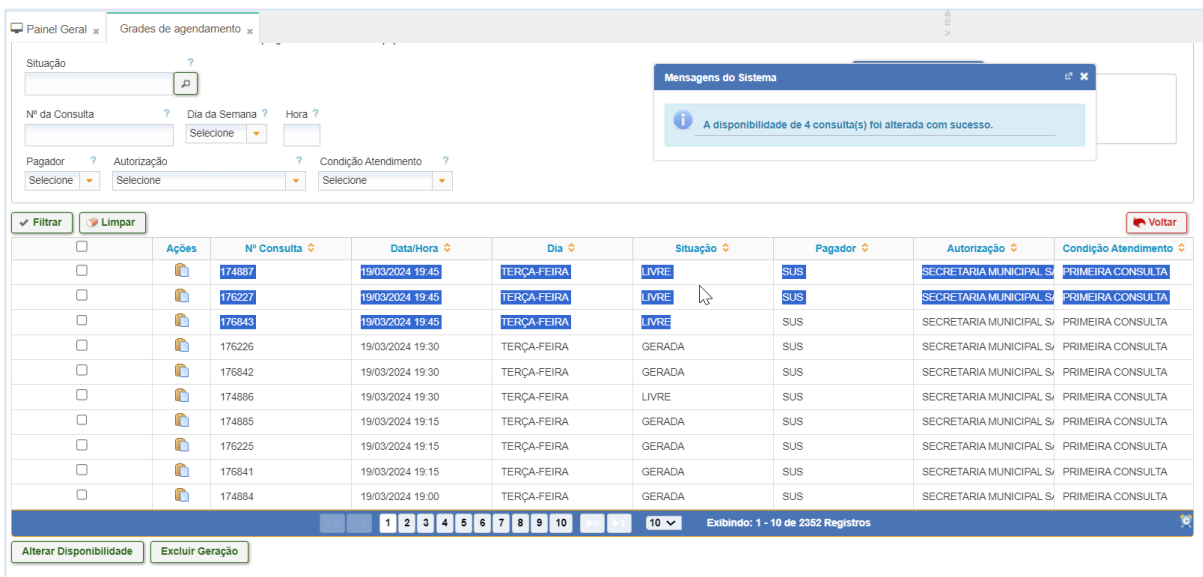 Painel Geral
Grades de agendamento
Situação ?
Nº da Consulta ? Dia da Semana ? Hora ?
Selecione
Pagador ? Autorização ? Condição Atendimento ?
Selecione Selecione Selecione
Mensagens do Sistema
A disponibilidade de 4 consulta(s) foi alterada com sucesso.
Filtrar Limpar Voltar
Ações Nº Consulta Data/Hora Dia Situação Pagador Autorização Condição Atendimento
174887 19/03/2024 19:45 TERÇA-FEIRA LIVRE SUS SECRETARIA MUNICIPAL PRIMEIRA CONSULTA
176227 19/03/2024 19:45 TERÇA-FEIRA LIVRE SUS SECRETARIA MUNICIPAL PRIMEIRA CONSULTA
176843 19/03/2024 19:45 TERÇA-FEIRA LIVRE SUS SECRETARIA MUNICIPAL PRIMEIRA CONSULTA
176226 19/03/2024 19:30 TERÇA-FEIRA GERADA SUS SECRETARIA MUNICIPAL PRIMEIRA CONSULTA
176842 19/03/2024 19:30 TERÇA-FEIRA GERADA SUS SECRETARIA MUNICIPAL PRIMEIRA CONSULTA
174886 19/03/2024 19:30 TERÇA-FEIRA LIVRE SUS SECRETARIA MUNICIPAL PRIMEIRA CONSULTA
174885 19/03/2024 19:15 TERÇA-FEIRA GERADA SUS SECRETARIA MUNICIPAL PRIMEIRA CONSULTA
176225 19/03/2024 19:15 TERÇA-FEIRA GERADA SUS SECRETARIA MUNICIPAL PRIMEIRA CONSULTA
176841 19/03/2024 19:15 TERÇA-FEIRA GERADA SUS SECRETARIA MUNICIPAL PRIMEIRA CONSULTA
174884 19/03/2024 19:00 TERÇA-FEIRA GERADA SUS SECRETARIA MUNICIPAL PRIMEIRA CONSULTA
1 2 3 4 5 6 7 8 9 10 10 Exibindo: 1 - 10 de 2352 Registros
Alterar Disponibilidade Excluir Geração